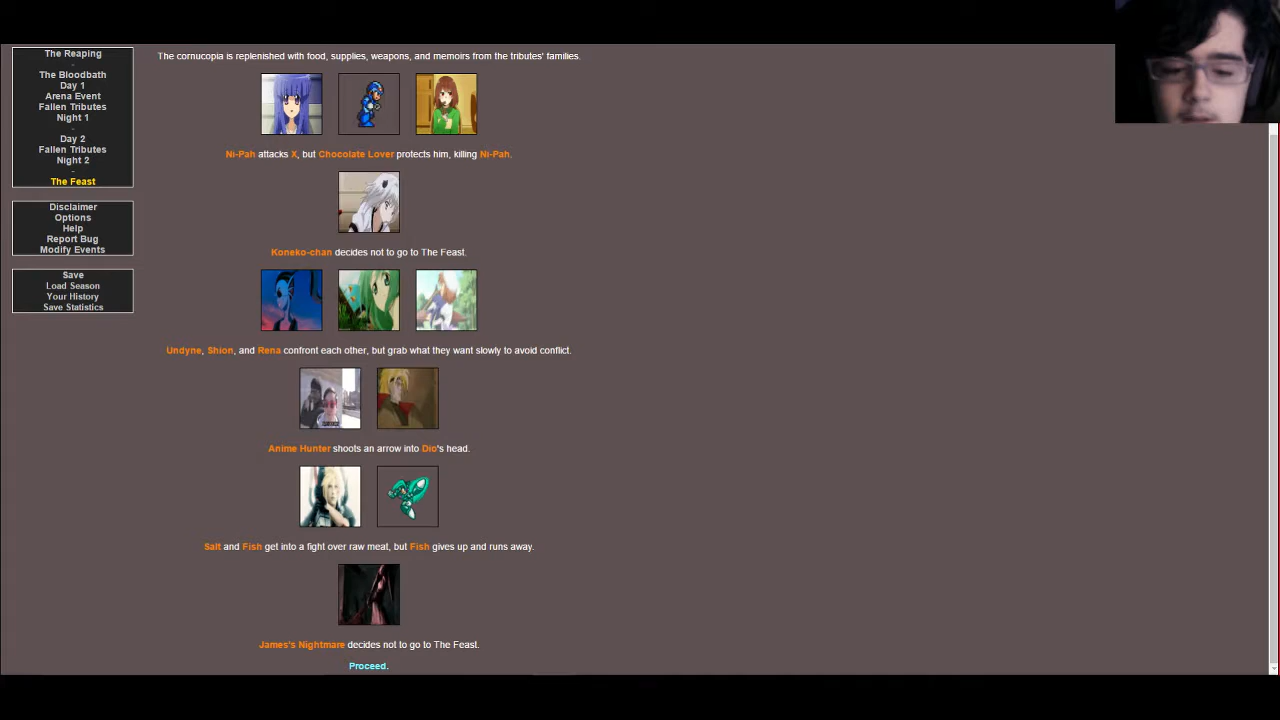 The Reaping
-
The Bloodbath
Day 1
Arena Event
Fallen Tributes
Night 1
-
Day 2
Fallen Tributes
Night 2
-
The Feast
Disclaimer
Options
Help
Report Bug
Modify Events
Save
Load Season
Your History
Save Statistics
The cornucopia is replenished with food, supplies, weapons, and memoirs from the tributes' families.
Ni-Pah attacks X, but Chocolate Lover protects him, killing Ni-Pah.
Koneko-chan decides not to go to The Feast.
Undyne, Shion, and Rena confront each other, but grab what they want slowly to avoid conflict.
Anime Hunter shoots an arrow into Dio's head.
Salt and Fish get into a fight over raw meat, but Fish gives up and runs away.
James's Nightmare decides not to go to The Feast.
Proceed.